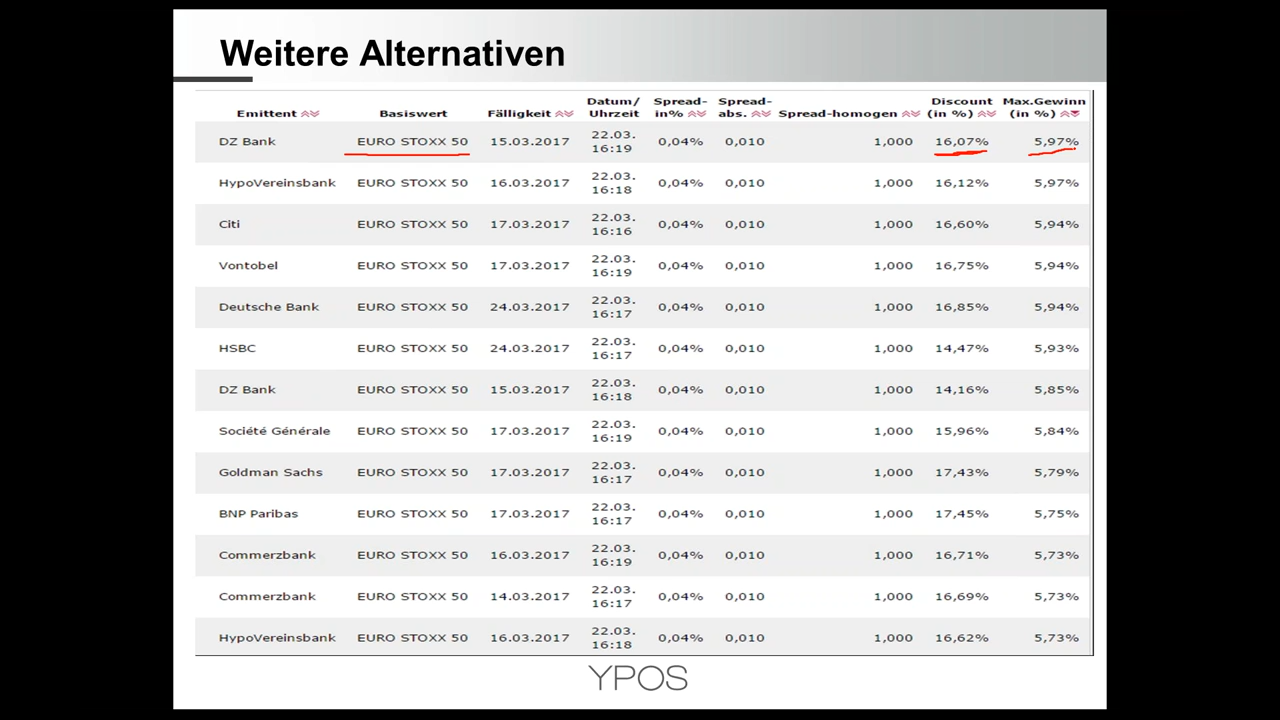 Weitere Alternativen
Emittent Basiswert Fälligkeit Datum/ Uhrzeit Spread- in% Spread- abs. Spread-homogen Discount (in %) Max.Gewinn (in %)
DZ Bank EURO STOXX 50 15.03.2017 22.03. 16:19 0,04% 0,010 1,000 16,07% 5,97%
HypoVereinsbank EURO STOXX 50 16.03.2017 22.03. 16:18 0,04% 0,010 1,000 16,12% 5,97%
Citi EURO STOXX 50 17.03.2017 22.03. 16:16 0,04% 0,010 1,000 16,60% 5,94%
Vontobel EURO STOXX 50 17.03.2017 22.03. 16:19 0,04% 0,010 1,000 16,75% 5,94%
Deutsche Bank EURO STOXX 50 24.03.2017 22.03. 16:17 0,04% 0,010 1,000 16,85% 5,94%
HSBC EURO STOXX 50 24.03.2017 22.03. 16:17 0,04% 0,010 1,000 14,47% 5,93%
DZ Bank EURO STOXX 50 15.03.2017 22.03. 16:18 0,04% 0,010 1,000 14,16% 5,85%
Société Générale EURO STOXX 50 17.03.2017 22.03. 16:19 0,04% 0,010 1,000 15,96% 5,84%
Goldman Sachs EURO STOXX 50 17.03.2017 22.03. 16:17 0,04% 0,010 1,000 17,43% 5,79%
BNP Paribas EURO STOXX 50 17.03.2017 22.03. 16:17 0,04% 0,010 1,000 17,45% 5,75%
Commerzbank EURO STOXX 50 16.03.2017 22.03. 16:19 0,04% 0,010 1,000 16,71% 5,73%
Commerzbank EURO STOXX 50 14.03.2017 22.03. 16:17 0,04% 0,010 1,000 16,69% 5,73%
HypoVereinsbank EURO STOXX 50 16.03.2017 22.03. 16:18 0,04% 0,010 1,000 16,62% 5,73%
YPOS